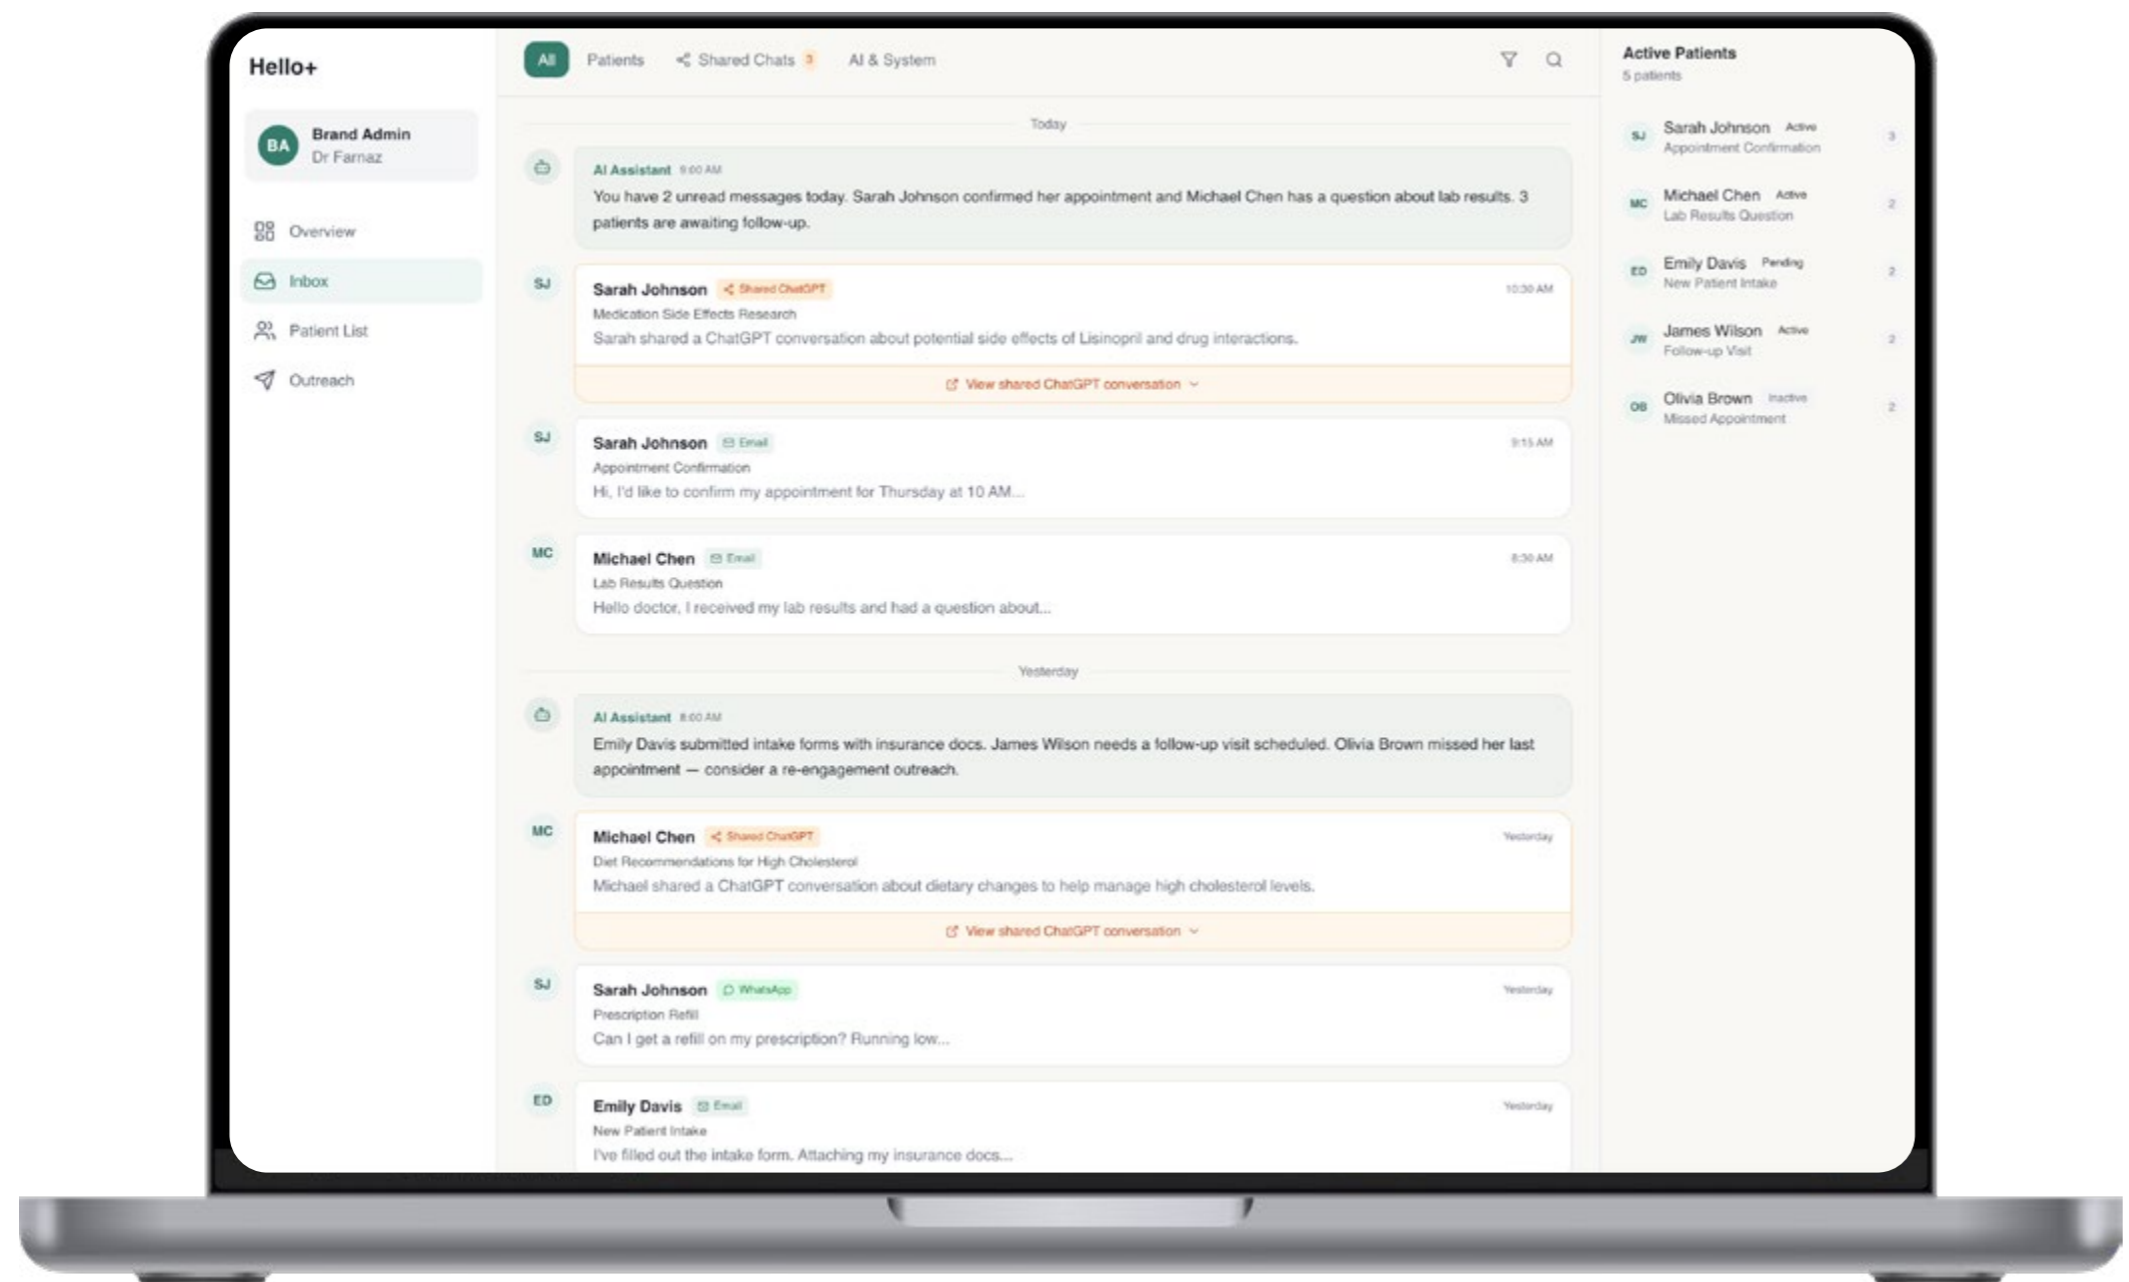 Hello+
BA
Brand Admin
Dr Farnaz
Overview
Inbox
Patient List
Outreach
All
Patients
Shared Chats 3
AI & System
Today
AI Assistant 9:00 AM
You have 2 unread messages today. Sarah Johnson confirmed her appointment and Michael Chen has a question about lab results. 3
patients are awaiting follow-up.
SJ
Sarah Johnson Shared ChatGPT 10:30 AM
Medication Side Effects Research
Sarah shared a ChatGPT conversation about potential side effects of Lisinopril and drug interactions.
View shared ChatGPT conversation
SJ
Sarah Johnson Email 9:15 AM
Appointment Confirmation
Hi, I'd like to confirm my appointment for Thursday at 10 AM...
MC
Michael Chen Email 8:30 AM
Lab Results Question
Hello doctor, I received my lab results and had a question about...
Yesterday
AI Assistant 8:00 AM
Emily Davis submitted intake forms with insurance docs. James Wilson needs a follow-up visit scheduled. Olivia Brown missed her last
appointment — consider a re-engagement outreach.
MC
Michael Chen Shared ChatGPT Yesterday
Diet Recommendations for High Cholesterol
Michael shared a ChatGPT conversation about dietary changes to help manage high cholesterol levels.
View shared ChatGPT conversation
SJ
Sarah Johnson WhatsApp Yesterday
Prescription Refill
Can I get a refill on my prescription? Running low...
ED
Emily Davis Email Yesterday
New Patient Intake
I've filled out the intake form. Attaching my insurance docs...
Active Patients
5 patients
SJ
Sarah Johnson Active 3
Appointment Confirmation
MC
Michael Chen Active 2
Lab Results Question
ED
Emily Davis Pending 2
New Patient Intake
JW
James Wilson Active 2
Follow-up Visit
OB
Olivia Brown Inactive 2
Missed Appointment